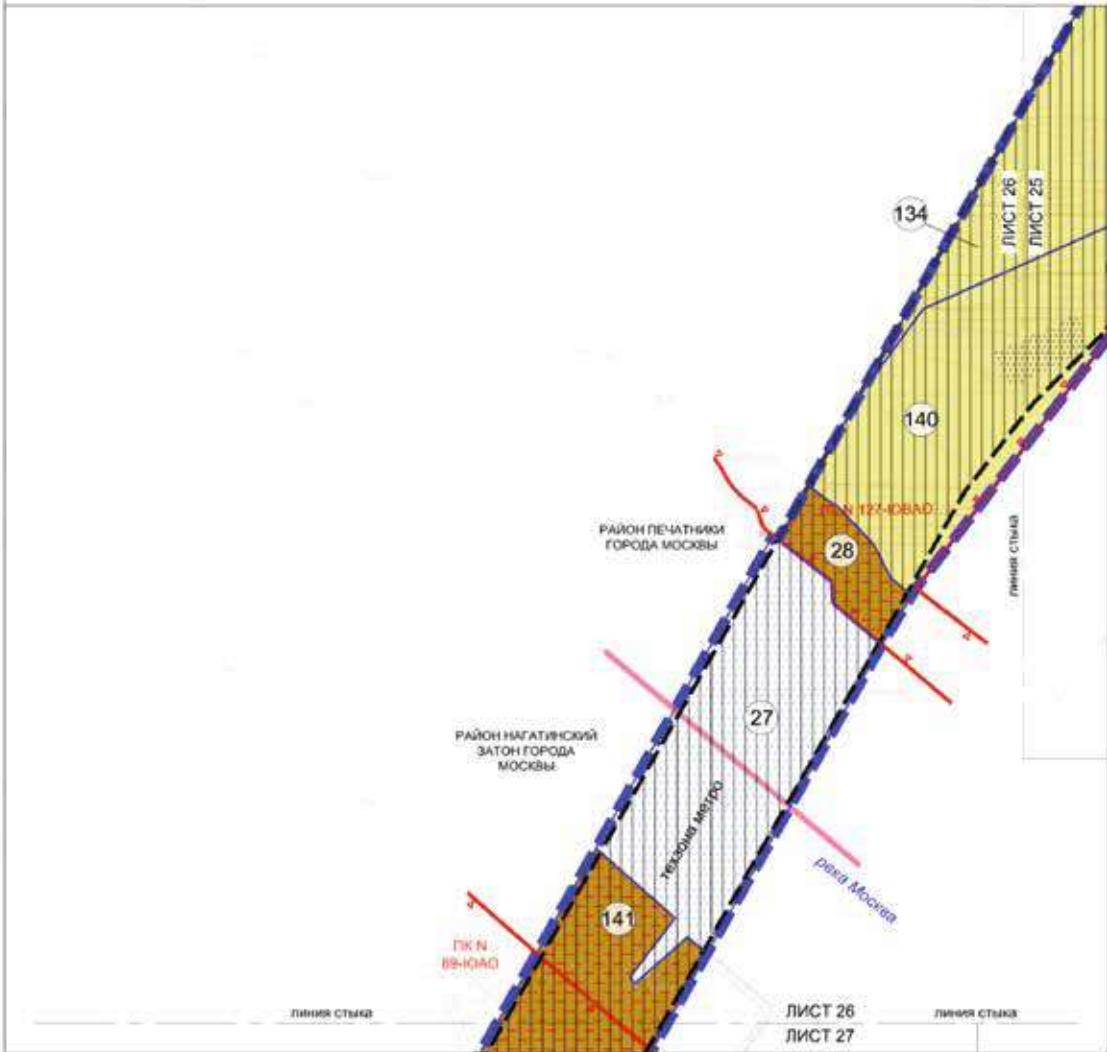 134
ЛИСТ 26
ЛИСТ 25
140
ПК N 127-ЮВАО
28
РАЙОН ПЕЧАТНИКИ
ГОРОДА МОСКВЫ
линия стыка
27
РАЙОН НАГАТИНСКИЙ
ЗАТОН ГОРОДА
МОСКВЫ
техзона метро
река Москва
141
ПК N
89-ЮАО
линия стыка
ЛИСТ 26
ЛИСТ 27
линия стыка